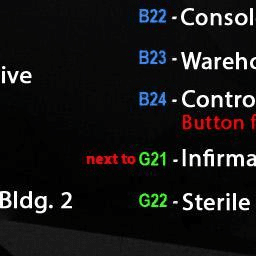 B22 - Consol
B23 - Wareho
ive
B24 - Contro
Button f
next to G21 - Infirma
Bldg. 2
G22 - Sterile